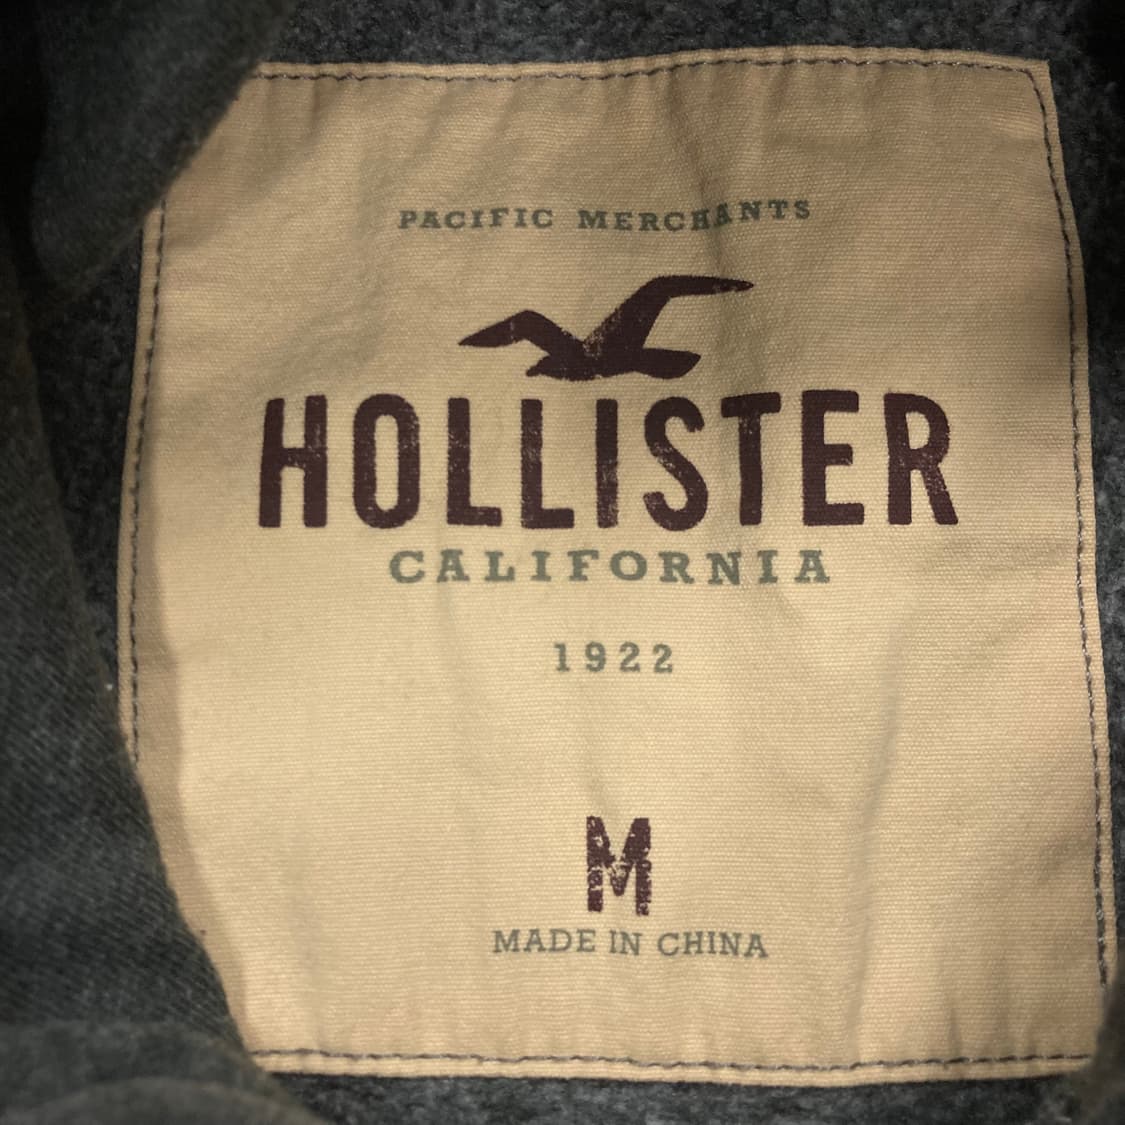 PACIFIC MERCHANTS
HOLLISTER
CALIFORNIA
1922
M
MADE IN CHINA